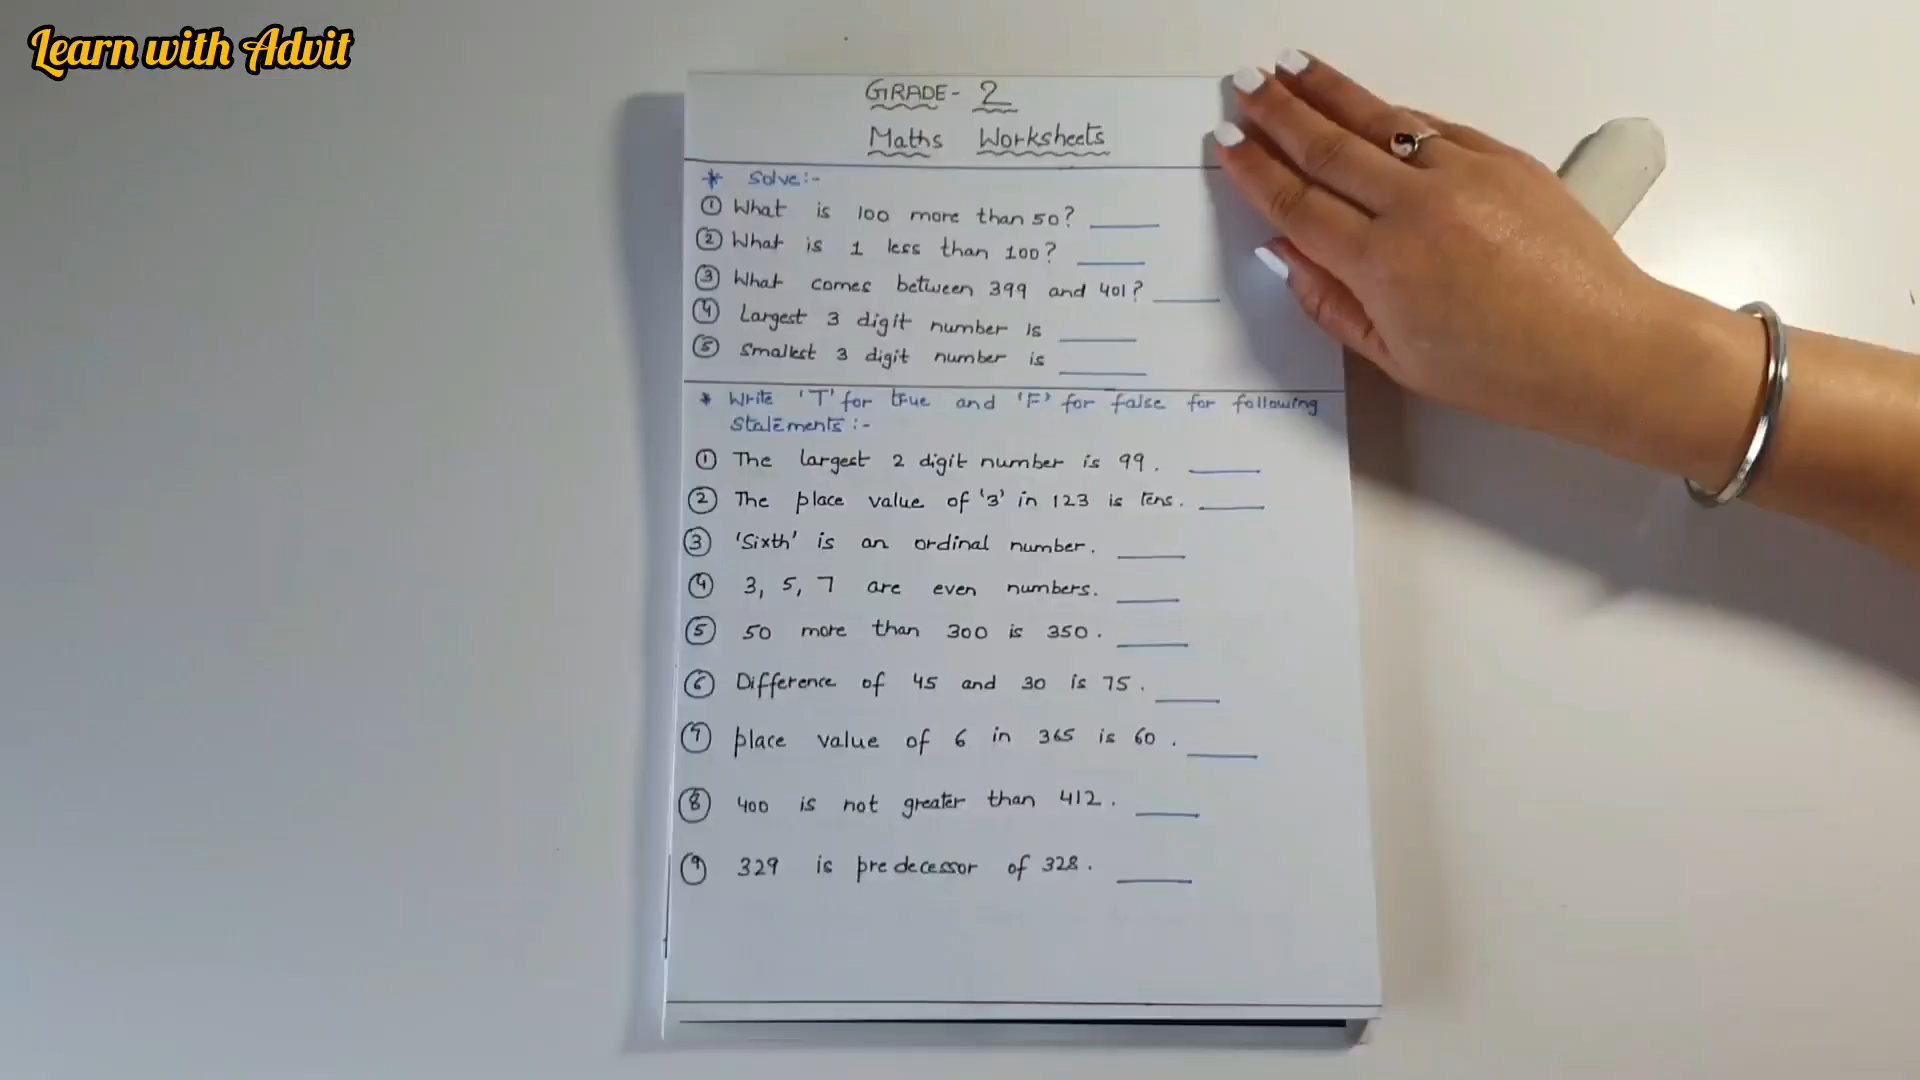 Learn with Advit
GRADE- 2
Maths Worksheets
* Solve:-
① What is 100 more than 50? ____
② What is 1 less than 100? ____
③ What comes between 399 and 401? ____
④ Largest 3 digit number is ____
⑤ Smallest 3 digit number is ____
* Write 'T' for true and 'F' for false for following
statements:-
① The largest 2 digit number is 99. ____
② The place value of '3' in 123 is tens. ____
③ 'Sixth' is an ordinal number. ____
④ 3, 5, 7 are even numbers. ____
⑤ 50 more than 300 is 350. ____
⑥ Difference of 45 and 30 is 75. ____
⑦ place value of 6 in 365 is 60. ____
⑧ 400 is not greater than 412. ____
⑨ 329 is predecessor of 328. ____